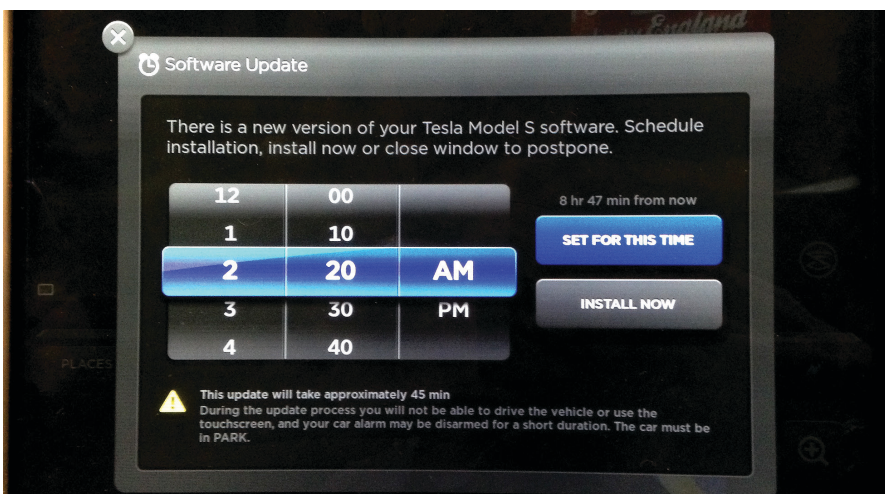 England
Software Update
There is a new version of your Tesla Model S software. Schedule
installation, install now or close window to postpone.
12 00
1 10
2 20 AM
3 30 PM
4 40
8 hr 47 min from now
SET FOR THIS TIME
INSTALL NOW
PLACES
This update will take approximately 45 min
During the update process you will not be able to drive the vehicle or use the
touchscreen, and your car alarm may be disarmed for a short duration. The car must be
in PARK.